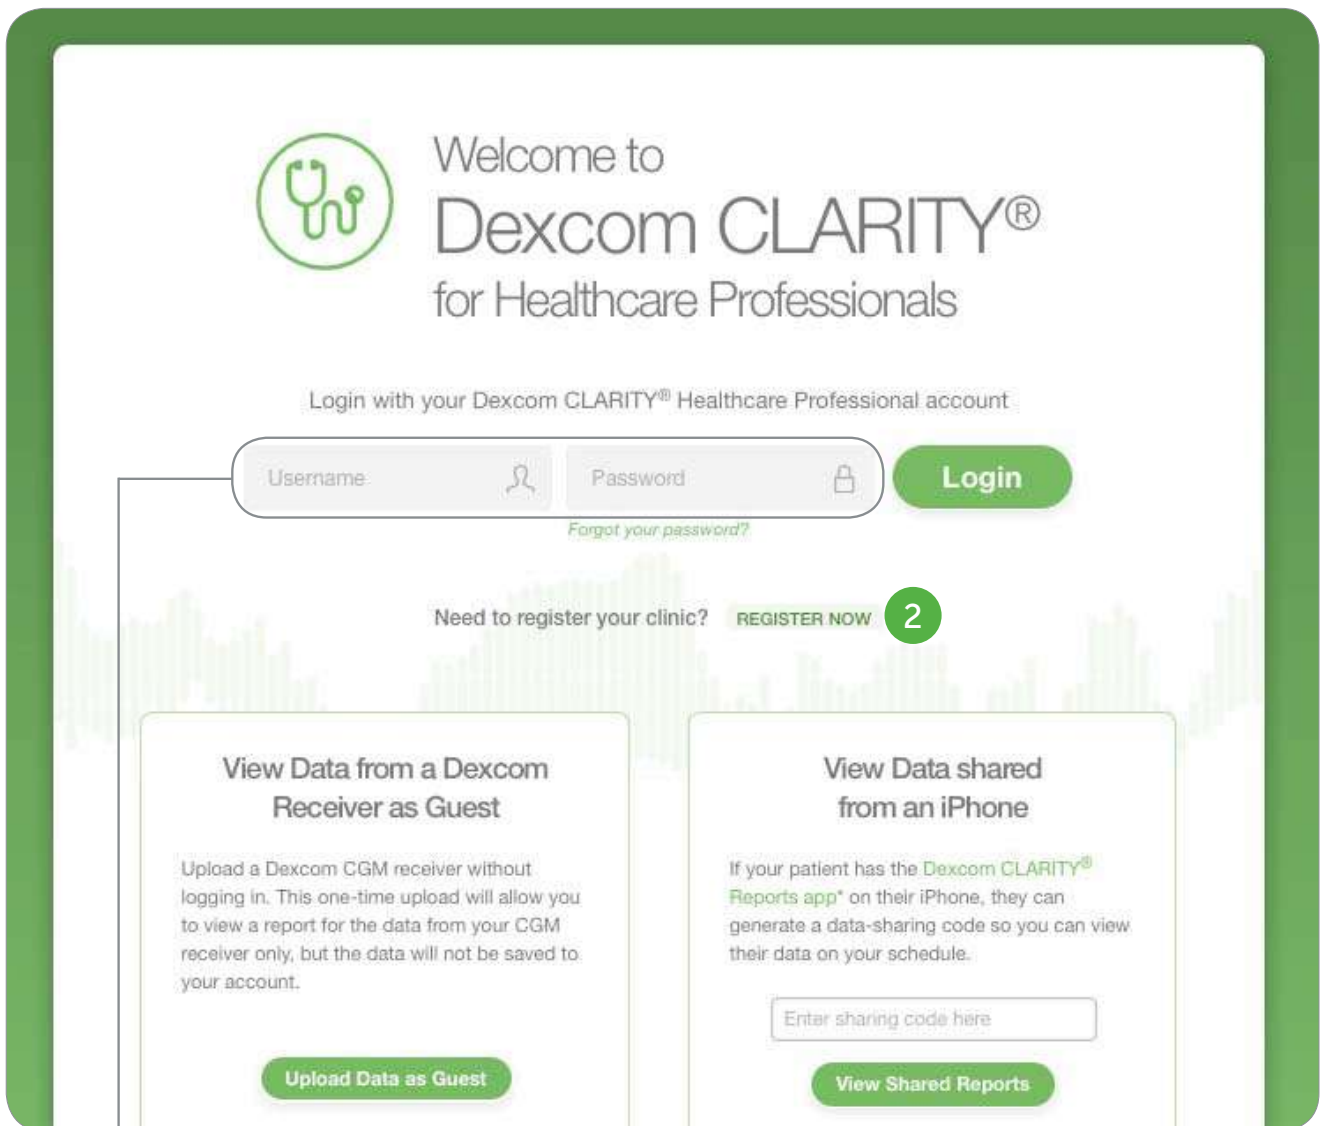 Welcome to
Dexcom CLARITY®
for Healthcare Professionals
Login with your Dexcom CLARITY® Healthcare Professional account
Username
Password
Login
Forgot your password?
Need to register your clinic? REGISTER NOW 2
View Data from a Dexcom
Receiver as Guest
Upload a Dexcom CGM receiver without
logging in. This one-time upload will allow you
to view a report for the data from your CGM
receiver only, but the data will not be saved to
your account.
Upload Data as Guest
View Data shared
from an iPhone
If your patient has the Dexcom CLARITY®
Reports app* on their iPhone, they can
generate a data-sharing code so you can view
their data on your schedule.
Enter sharing code here
View Shared Reports